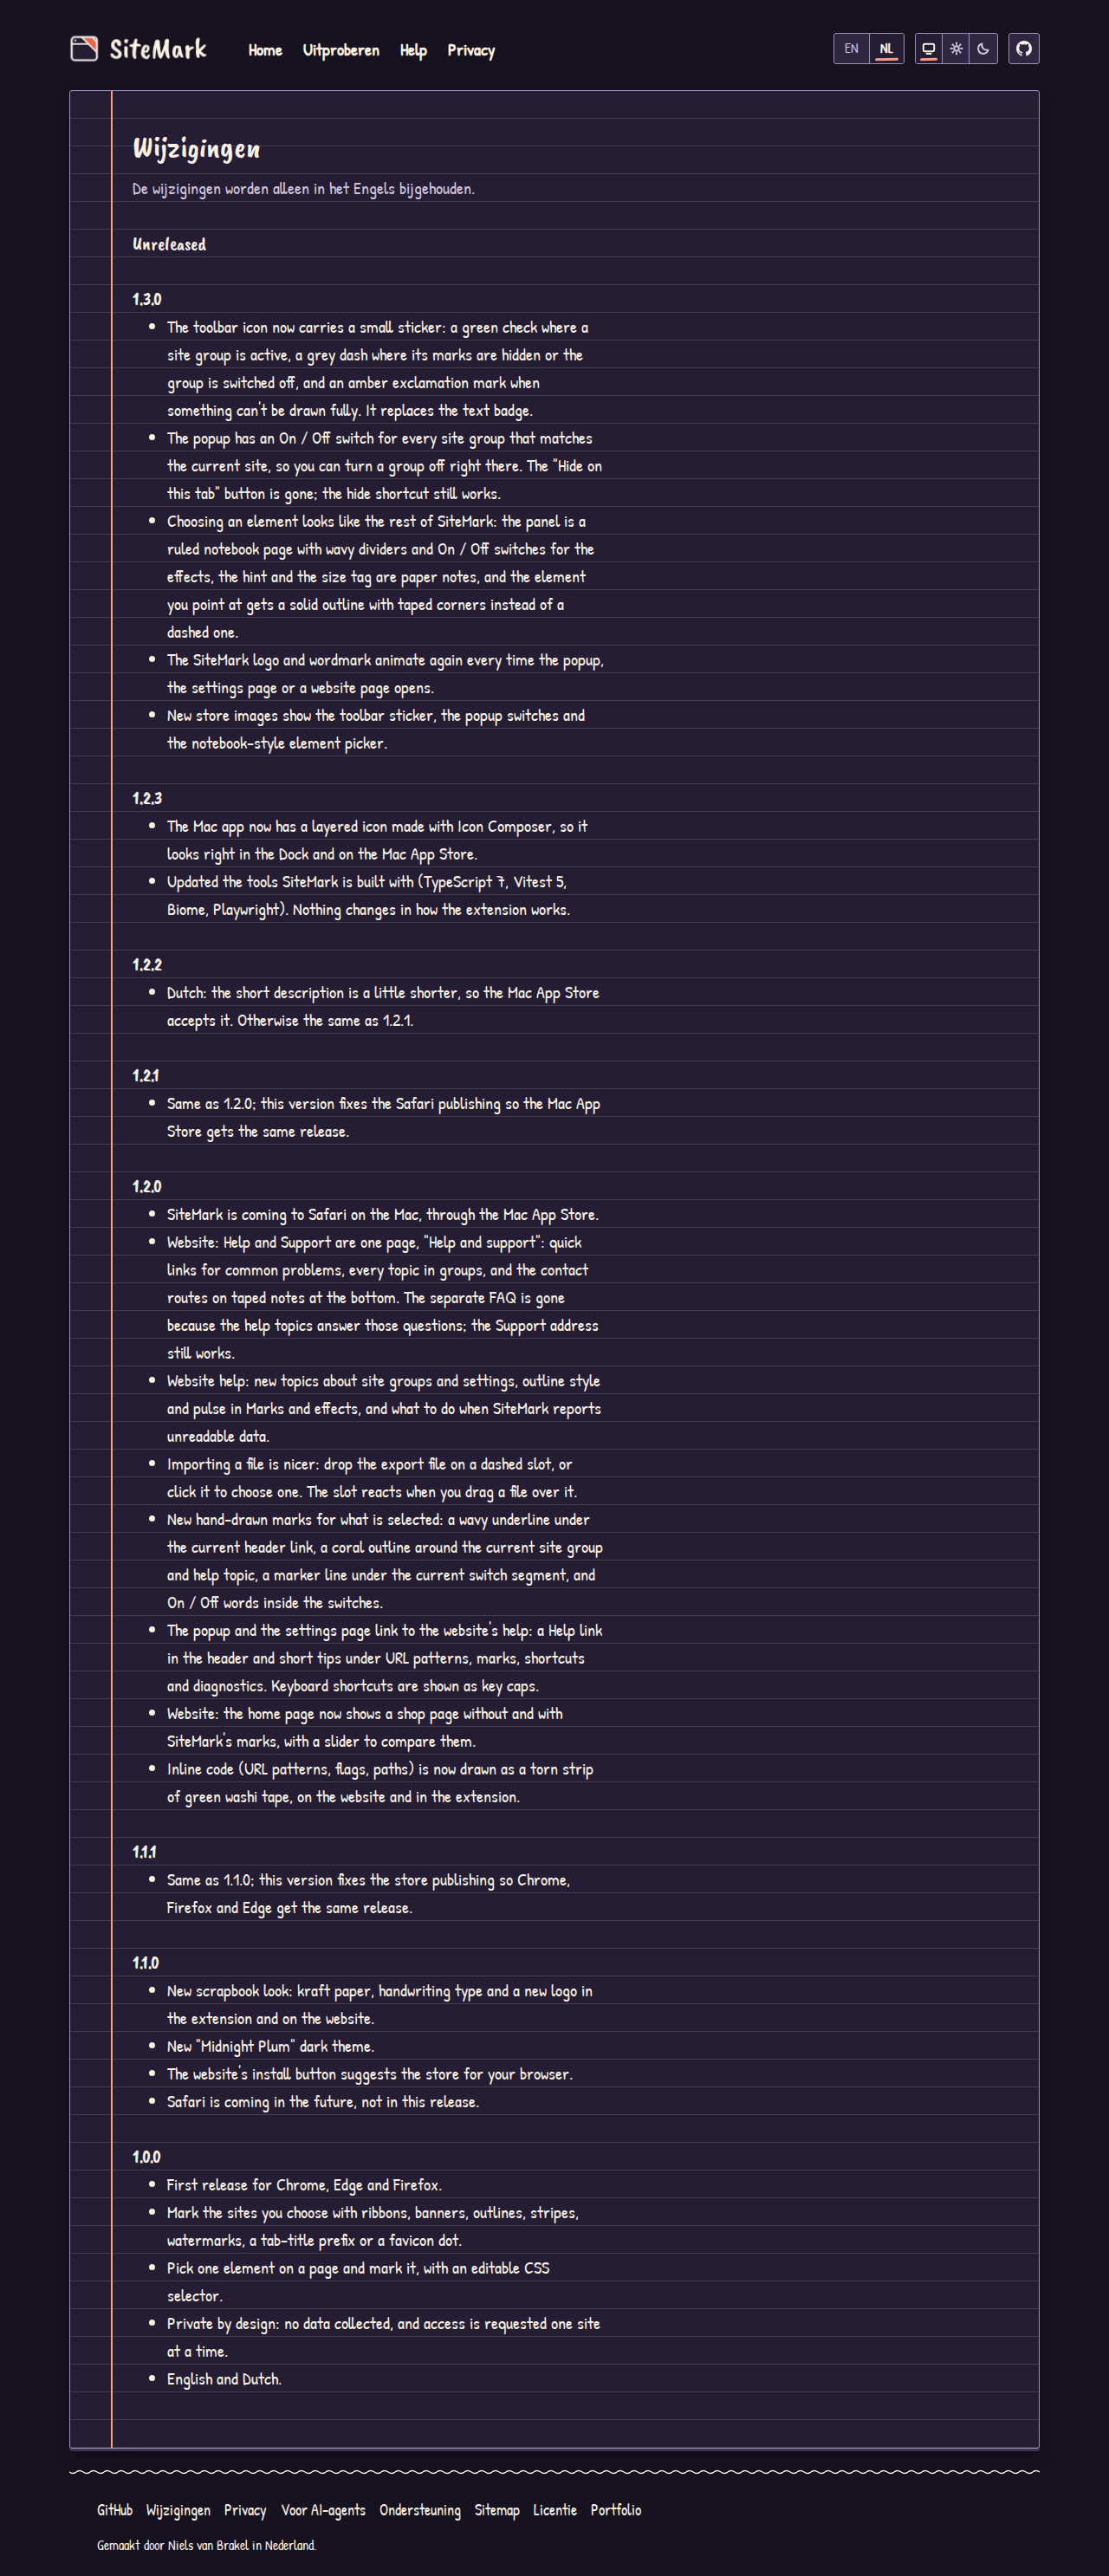 SiteMark Home Uitproberen Help Privacy EN NL
Wijzigingen
De wijzigingen worden alleen in het Engels bijgehouden.
Unreleased
1.3.0
The toolbar icon now carries a small sticker: a green check where a
site group is active, a grey dash where its marks are hidden or the
group is switched off, and an amber exclamation mark when
something can't be drawn fully. It replaces the text badge.
The popup has an On / Off switch for every site group that matches
the current site, so you can turn a group off right there. The "Hide on
this tab" button is gone; the hide shortcut still works.
Choosing an element looks like the rest of SiteMark: the panel is a
ruled notebook page with wavy dividers and On / Off switches for the
effects, the hint and the size tag are paper notes, and the element
you point at gets a solid outline with taped corners instead of a
dashed one.
The SiteMark logo and wordmark animate again every time the popup,
the settings page or a website page opens.
New store images show the toolbar sticker, the popup switches and
the notebook-style element picker.
1.2.3
The Mac app now has a layered icon made with Icon Composer, so it
looks right in the Dock and on the Mac App Store.
Updated the tools SiteMark is built with (TypeScript 7, Vitest 5,
Biome, Playwright). Nothing changes in how the extension works.
1.2.2
Dutch: the short description is a little shorter, so the Mac App Store
accepts it. Otherwise the same as 1.2.1.
1.2.1
Same as 1.2.0; this version fixes the Safari publishing so the Mac App
Store gets the same release.
1.2.0
SiteMark is coming to Safari on the Mac, through the Mac App Store.
Website: Help and Support are one page, "Help and support": quick
links for common problems, every topic in groups, and the contact
routes on taped notes at the bottom. The separate FAQ is gone
because the help topics answer those questions; the Support address
still works.
Website help: new topics about site groups and settings, outline style
and pulse in Marks and effects, and what to do when SiteMark reports
unreadable data.
Importing a file is nicer: drop the export file on a dashed slot, or
click it to choose one. The slot reacts when you drag a file over it.
New hand-drawn marks for what is selected: a wavy underline under
the current header link, a coral outline around the current site group
and help topic, a marker line under the current switch segment, and
On / Off words inside the switches.
The popup and the settings page link to the website's help: a Help link
in the header and short tips under URL patterns, marks, shortcuts
and diagnostics. Keyboard shortcuts are shown as key caps.
Website: the home page now shows a shop page without and with
SiteMark's marks, with a slider to compare them.
Inline code (URL patterns, flags, paths) is now drawn as a torn strip
of green washi tape, on the website and in the extension.
1.1.1
Same as 1.1.0; this version fixes the store publishing so Chrome,
Firefox and Edge get the same release.
1.1.0
New scrapbook look: kraft paper, handwriting type and a new logo in
the extension and on the website.
New "Midnight Plum" dark theme.
The website's install button suggests the store for your browser.
Safari is coming in the future, not in this release.
1.0.0
First release for Chrome, Edge and Firefox.
Mark the sites you choose with ribbons, banners, outlines, stripes,
watermarks, a tab-title prefix or a favicon dot.
Pick one element on a page and mark it, with an editable CSS
selector.
Private by design: no data collected, and access is requested one site
at a time.
English and Dutch.
GitHub Wijzigingen Privacy Voor AI-agents Ondersteuning Sitemap Licentie Portfolio
Gemaakt door Niels van Brakel in Nederland.